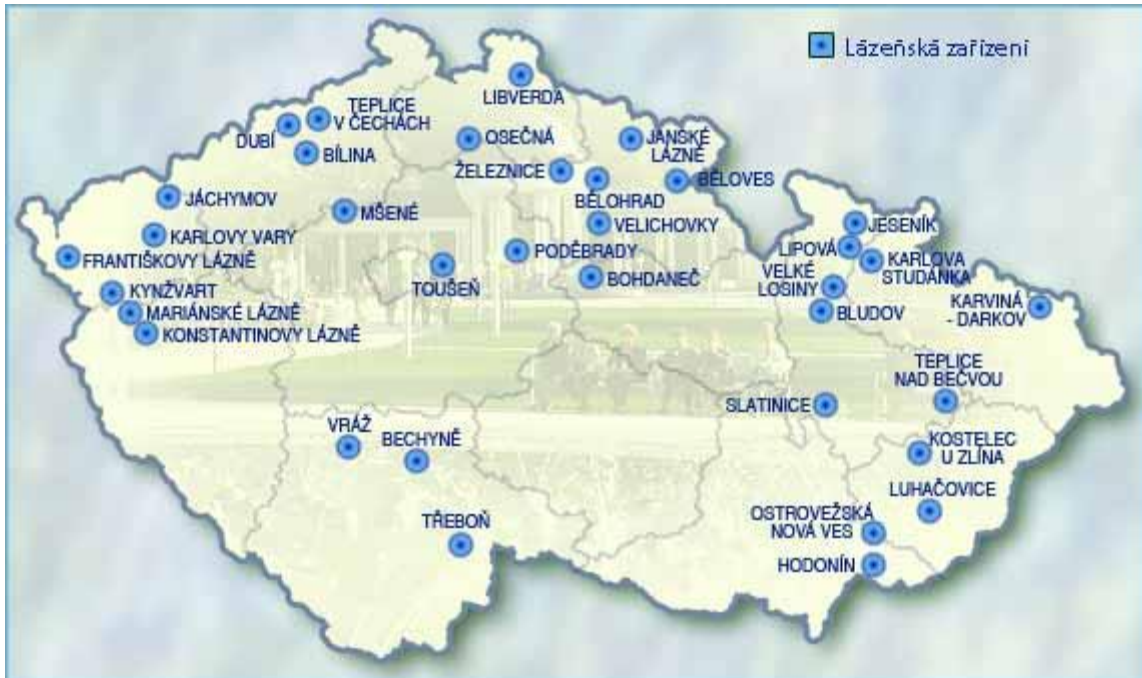 Lázeňská zařízení
LIBVERDA
TEPLICE
V ČECHÁCH
DUBÍ
BÍLINA
OSEČNÁ
JANSKÉ
LÁZNĚ
ŽELEZNICE
BĚLOVES
BĚLOHRAD
JÁCHYMOV
MŠENÉ
VELICHOVKY
JESENÍK
KARLOVY VARY
LIPOVÁ
FRANTIŠKOVY LÁZNĚ
PODĚBRADY
KARLOVA
STUDÁNKA
TOUŠEŇ
BOHDANEČ
VELKÉ
LOSINY
KYNŽVART
MARIÁNSKÉ LÁZNĚ
BLUDOV
KARVINÁ
- DARKOV
KONSTANTINOVY LÁZNĚ
TEPLICE
NAD BEČVOU
SLATINICE
VRÁŽ
BECHYNĚ
KOSTELEC
U ZLÍNA
LUHAČOVICE
TŘEBOŇ
OSTROVEŽSKÁ
NOVÁ VES
HODONÍN